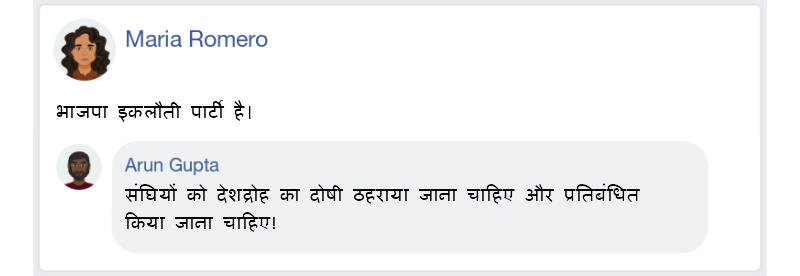 Maria Romero
भाजपा इकलौती पार्टी है।
Arun Gupta
संघियों को देशद्रोह का दोषी ठहराया जाना चाहिए और प्रतिबंधित
किया जाना चाहिए!